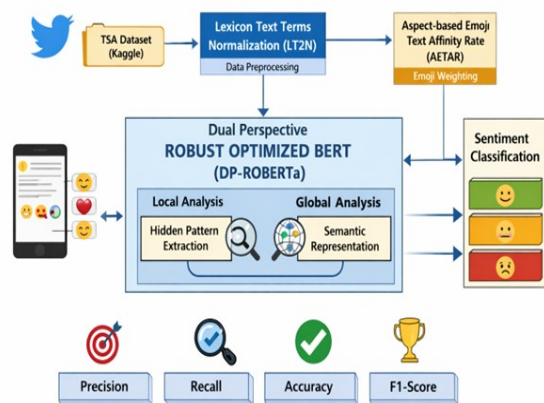 TSA Dataset
(Kaggle)
Lexicon Text Terms
Normalization (LT2N)
Data Preprocessing
Aspect-based Emoji
Text Affinity Rate
(AETAR)
Emoji Weighting
Dual Perspective
ROBUST OPTIMIZED BERT
(DP-ROBERTa)
Local Analysis
Hidden Pattern
Extraction
Global Analysis
Semantic
Representation
Sentiment
Classification
Precision
Recall
Accuracy
F1-Score